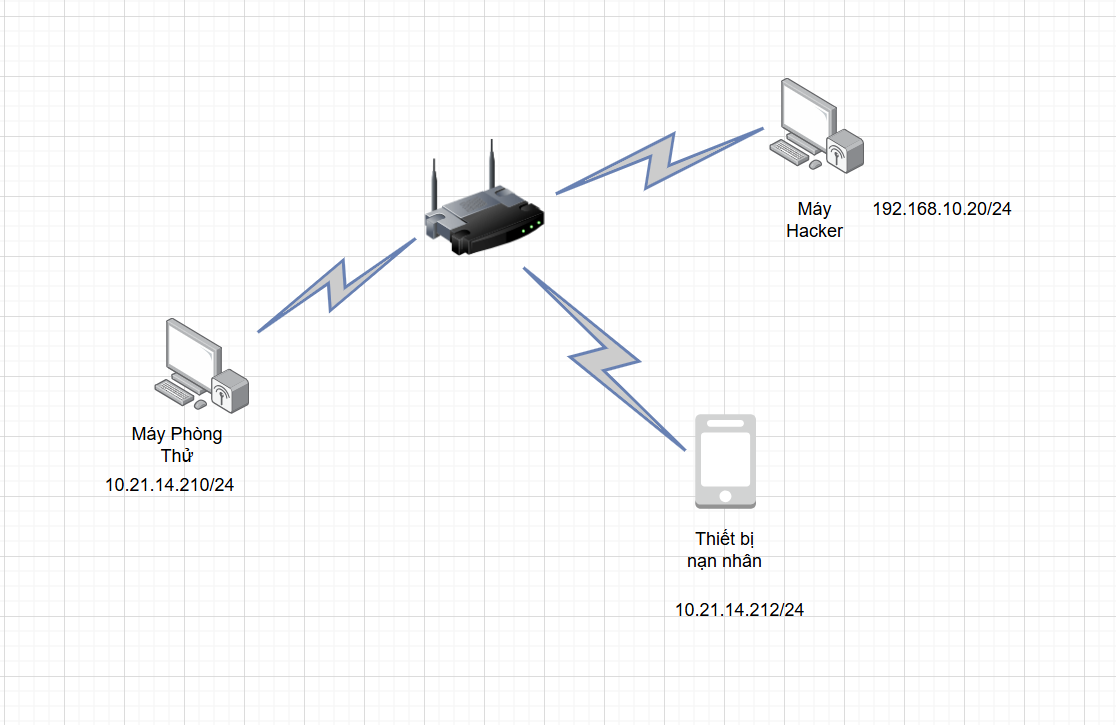 Máy
Hacker
192.168.10.20/24
Máy Phòng
Thử
10.21.14.210/24
Thiết bị
nạn nhân
10.21.14.212/24